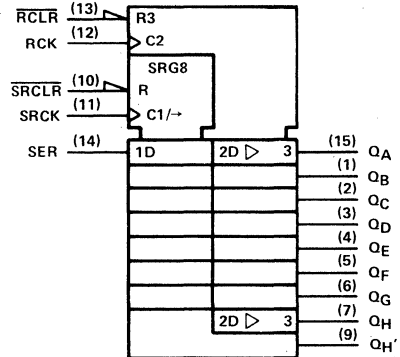 RCLR (13) R3
RCK (12) C2
SRG8
SRCLR (10) R
SRCK (11) C1/→
SER (14) 1D 2D ▷ 3 (15) QA
(1) QB
(2) QC
(3) QD
(4) QE
(5) QF
(6) QG
2D ▷ 3 (7) QH
(9) QH'